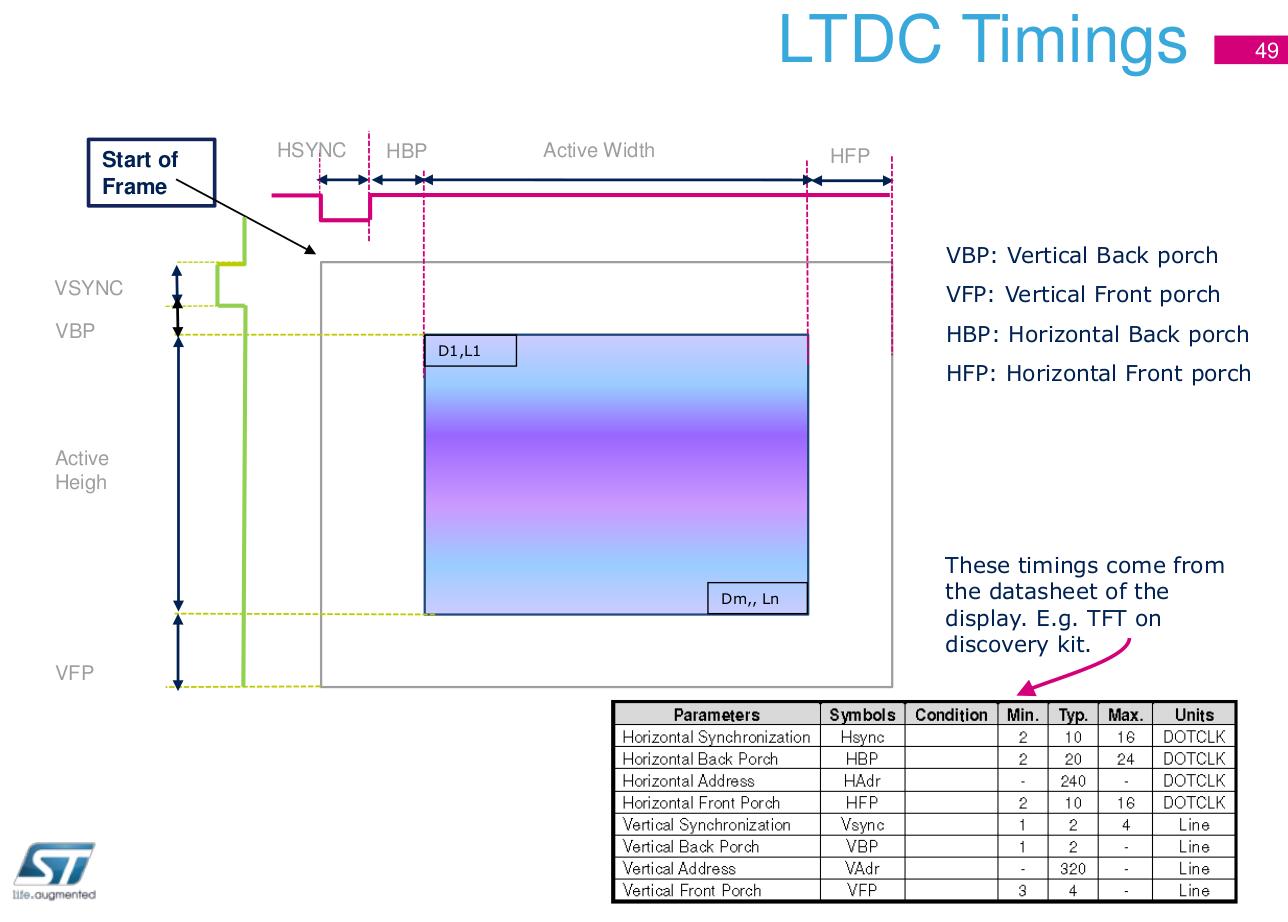 LTDC Timings
49
Start of
Frame
HSYNC
HBP
Active Width
HFP
VSYNC
VBP
Active
Heigh
VFP
D1,L1
Dm,, Ln
VBP: Vertical Back porch
VFP: Vertical Front porch
HBP: Horizontal Back porch
HFP: Horizontal Front porch
These timings come from
the datasheet of the
display. E.g. TFT on
discovery kit.
Parameters Symbols Condition Min. Typ. Max. Units
Horizontal Synchronization Hsync 2 10 16 DOTCLK
Horizontal Back Porch HBP 2 20 24 DOTCLK
Horizontal Address HAdr - 240 - DOTCLK
Horizontal Front Porch HFP 2 10 16 DOTCLK
Vertical Synchronization Vsync 1 2 4 Line
Vertical Back Porch VBP 1 2 - Line
Vertical Address VAdr - 320 - Line
Vertical Front Porch VFP 3 4 - Line
ST
life.augmented